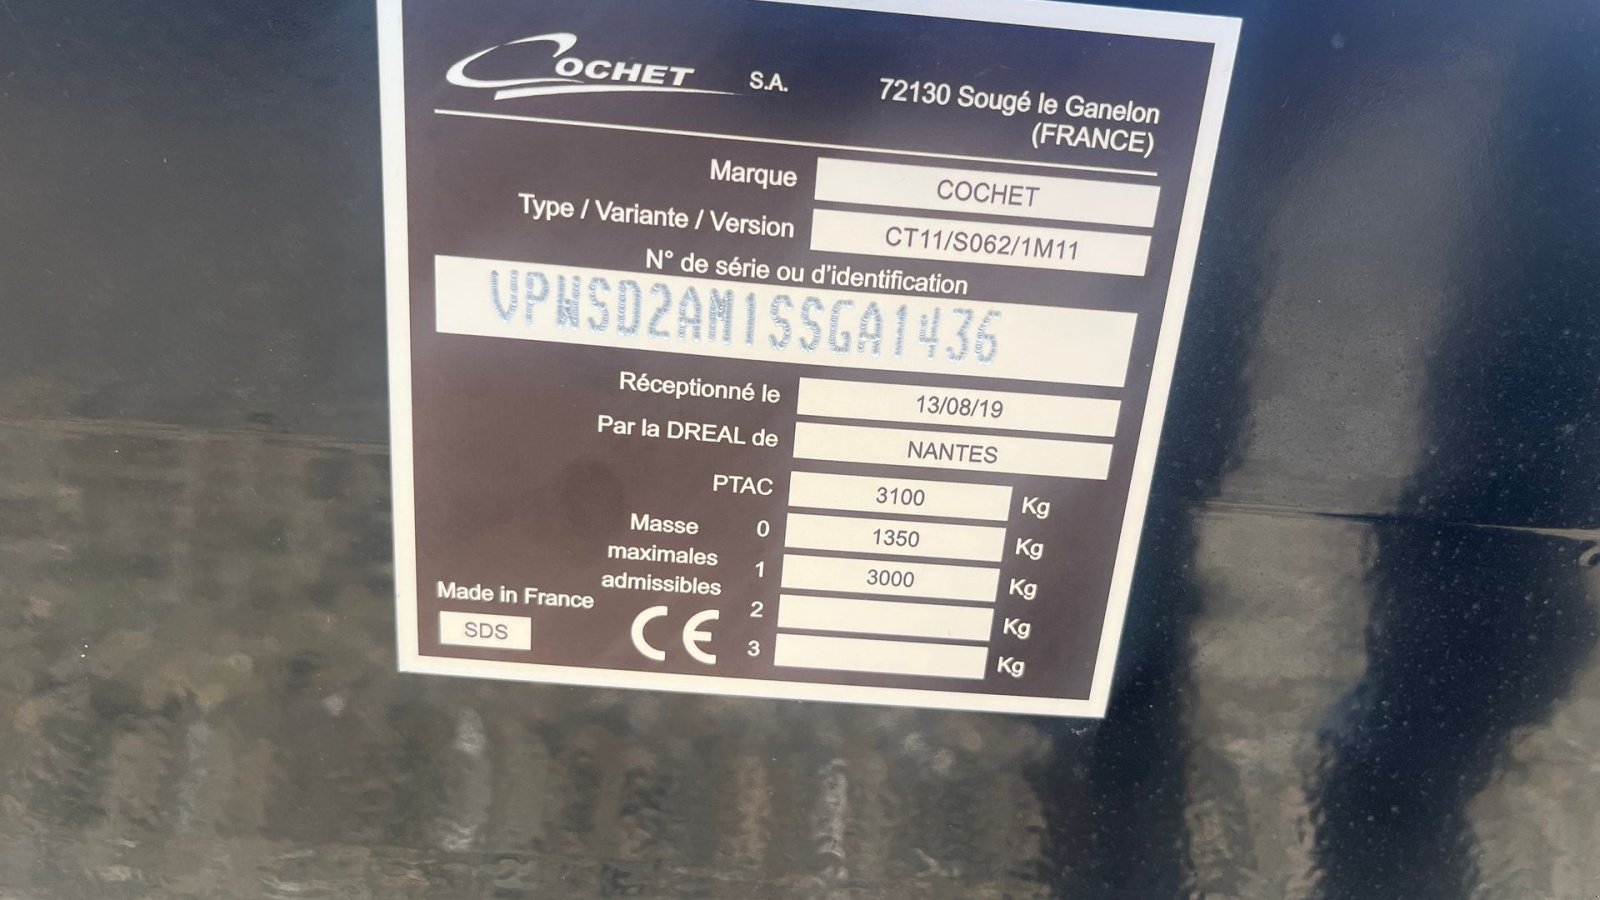 COCHET S.A. 72130 Sougé le Ganelon
(FRANCE)
Marque COCHET
Type / Variante / Version CT11/S062/1M11
N° de série ou d'identification
VPWSD2AM1SSGA1436
Réceptionné le 13/08/19
Par la DREAL de NANTES
PTAC 3100 Kg
Masse maximales admissibles
0 1350 Kg
1 3000 Kg
2 Kg
3 Kg
Made in France
SDS
CE